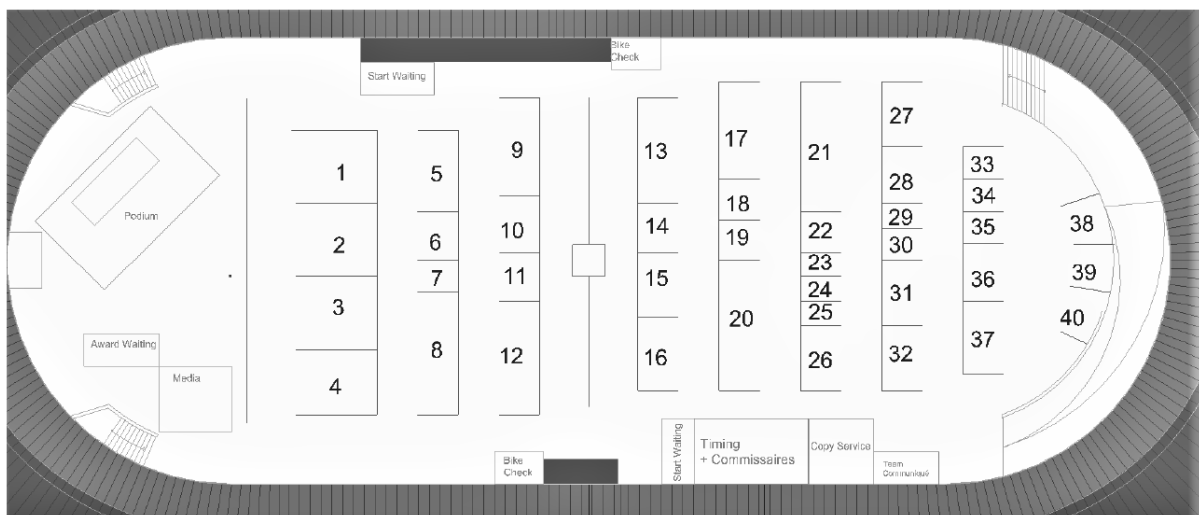 Bike
Check
Start Waiting
Podium
Award Waiting
Media
1
2
3
4
5
6
7
8
9
10
11
12
13
14
15
16
17
18
19
20
21
22
23
24
25
26
27
28
29
30
31
32
33
34
35
36
37
38
39
40
Bike
Check
Start Waiting
Timing
+ Commissaires
Copy Service
Team
Communiqué